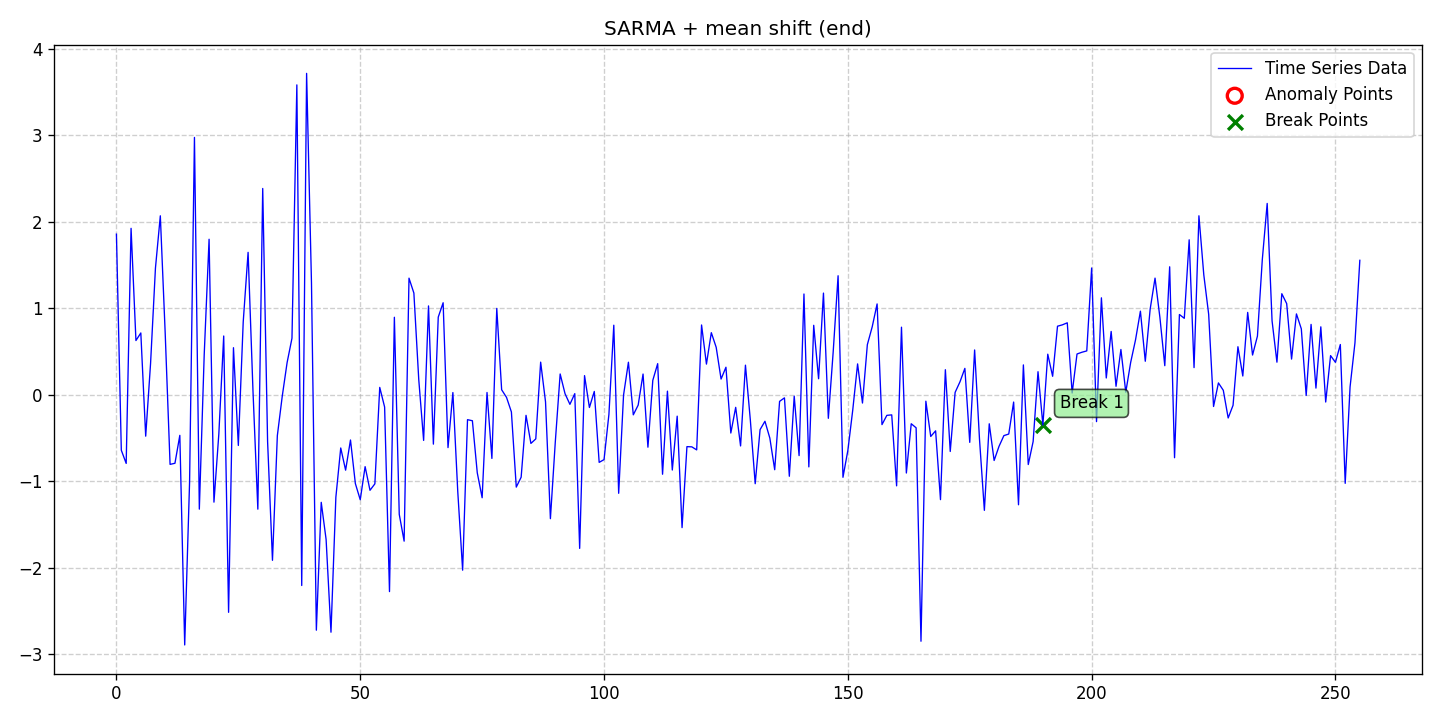 SARMA + mean shift (end)
4
3
2
1
0
−1
−2
−3
0
50
100
150
200
250
Time Series Data
Anomaly Points
Break Points
Break 1